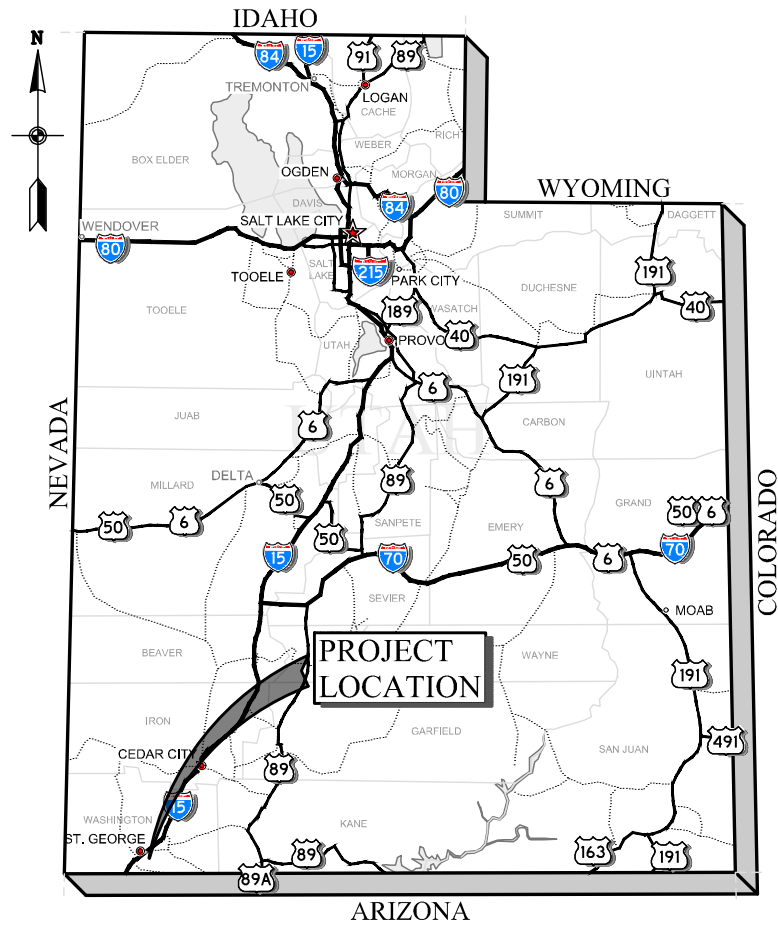 IDAHO
N
84
15
91
89
TREMONTON
LOGAN
CACHE
RICH
WEBER
BOX ELDER
OGDEN
MORGAN
80
WYOMING
DAVIS
84
SALT LAKE CITY
SUMMIT
DAGGETT
WENDOVER
80
SALT
LAKE
215
TOOELE
PARK CITY
191
DUCHESNE
40
TOOELE
189
WASATCH
UTAH
PROVO
40
UINTAH
6
191
NEVADA
UTAH
JUAB
6
CARBON
DELTA
MILLARD
50
89
6
GRAND
50
6
50
6
50
SANPETE
EMERY
15
70
50
6
70
COLORADO
SEVIER
MOAB
PROJECT
LOCATION
BEAVER
WAYNE
191
IRON
GARFIELD
SAN JUAN
491
CEDAR CITY
89
15
WASHINGTON
KANE
ST. GEORGE
89
163
191
89A
ARIZONA